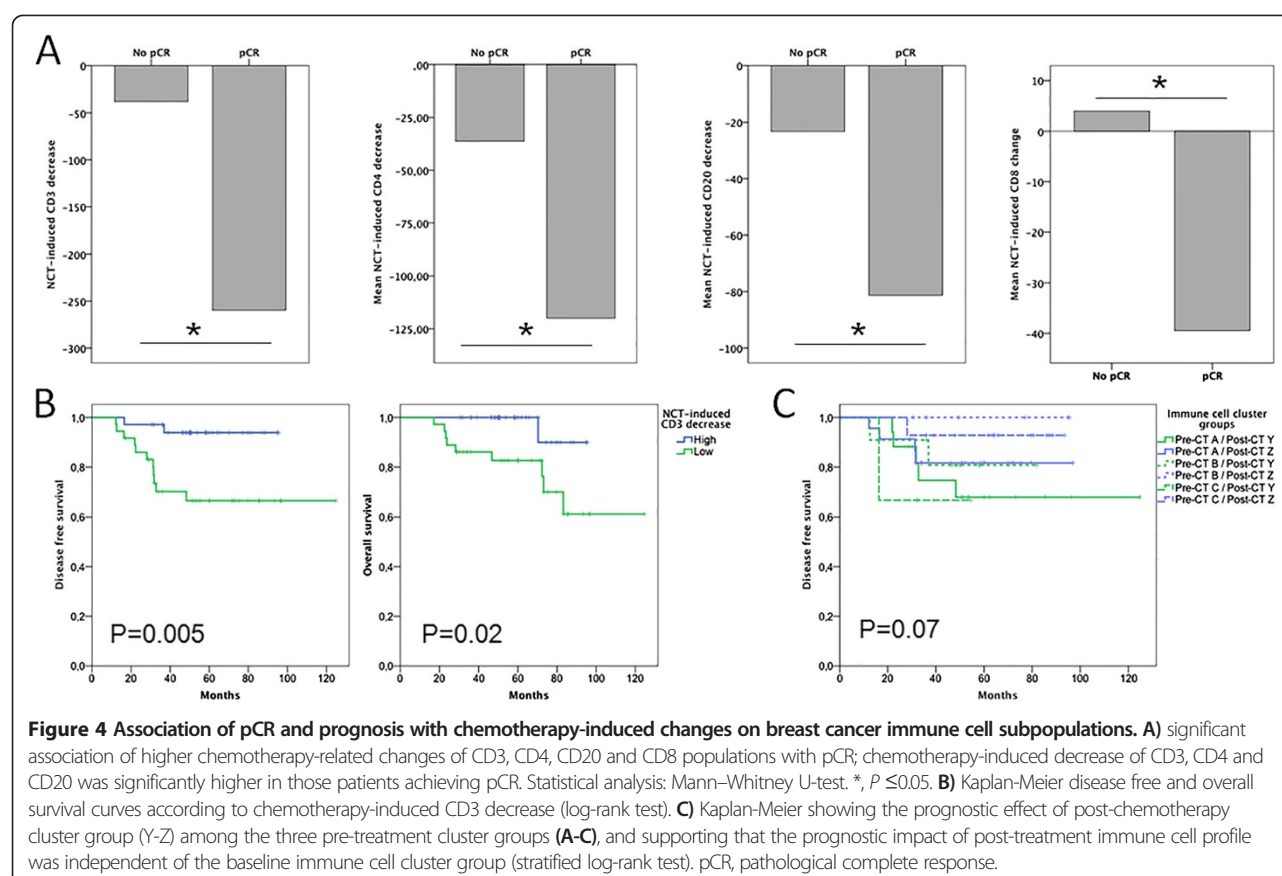 A
No pCR pCR
0
-50
-100
-150
-200
-250
-300
NCT-induced CD3 decrease
*
No pCR pCR
,00
-25,00
-50,00
-75,00
-100,00
-125,00
Mean NCT-induced CD4 decrease
*
No pCR pCR
0
-20
-40
-60
-80
-100
Mean NCT-induced CD20 decrease
*
10
0
-10
-20
-30
-40
Mean NCT-induced CD8 change
*
No pCR pCR
B
1,0
0,8
0,6
0,4
0,2
0,0
Disease free survival
P=0.005
0 20 40 60 80 100 120
Months
1,0
0,8
0,6
0,4
0,2
0,0
Overall survival
P=0.02
0 20 40 60 80 100 120
Months
NCT-induced
CD3 decrease
High
Low
C
1,0
0,8
0,6
0,4
0,2
0,0
Disease free survival
P=0.07
0 20 40 60 80 100 120
Months
Immune cell cluster
groups
Pre-CT A / Post-CT Y
Pre-CT A / Post-CT Z
Pre-CT B / Post-CT Y
Pre-CT B / Post-CT Z
Pre-CT C / Post-CT Y
Pre-CT C / Post-CT Z
Figure 4 Association of pCR and prognosis with chemotherapy-induced changes on breast cancer immune cell subpopulations. A) significant
association of higher chemotherapy-related changes of CD3, CD4, CD20 and CD8 populations with pCR; chemotherapy-induced decrease of CD3, CD4 and
CD20 was significantly higher in those patients achieving pCR. Statistical analysis: Mann–Whitney U-test. *, P ≤0.05. B) Kaplan-Meier disease free and overall
survival curves according to chemotherapy-induced CD3 decrease (log-rank test). C) Kaplan-Meier showing the prognostic effect of post-chemotherapy
cluster group (Y-Z) among the three pre-treatment cluster groups (A-C), and supporting that the prognostic impact of post-treatment immune cell profile
was independent of the baseline immune cell cluster group (stratified log-rank test). pCR, pathological complete response.